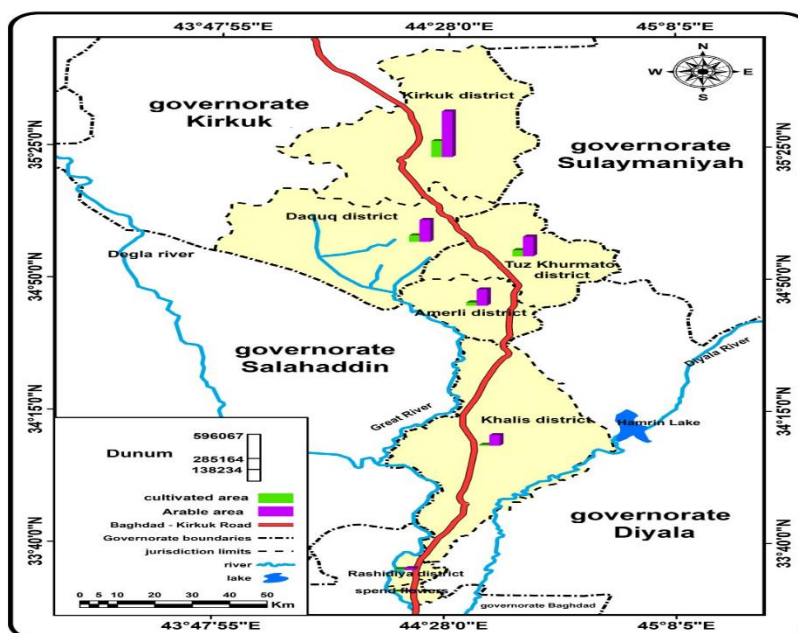 43°47'55"E
44°28'0"E
45°8'5"E
N
W
E
S
Kirkuk district
governorate
Kirkuk
governorate
Sulaymaniyah
35°25'0"N
35°25'0"N
Daquq district
Degla river
Tuz Khurmato
district
34°50'0"N
34°50'0"N
Amerli district
governorate
Salahaddin
Diyala River
Great River
Khalis district
Hamrin Lake
34°15'0"N
34°15'0"N
governorate
Diyala
33°40'0"N
33°40'0"N
Rashidiya district
spend flowers
governorate Baghdad
Dunum
596067
285164
138234
cultivated area
Arable area
Baghdad - Kirkuk Road
Governorate boundaries
jurisdiction limits
river
lake
0 5 10 20 30 40 50
Km
43°47'55"E
44°28'0"E
45°8'5"E